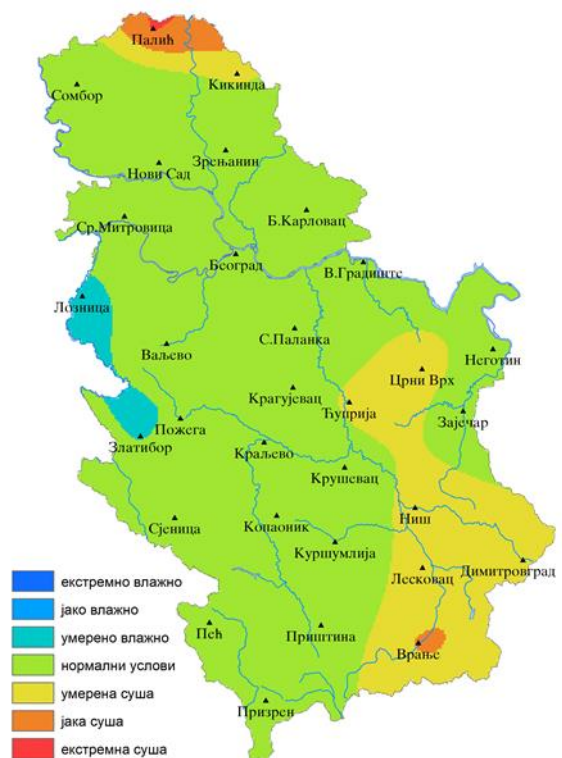 Палић
Кикинда
Сомбор
Зрењанин
Нови Сад
Б.Карловац
Ср.Митровица
Београд
В.Градиште
Лозница
С.Паланка
Ваљево
Неготин
Црни Врх
Крагујевац
Ћуприја
Зајечар
Пожега
Златибор
Краљево
Крушевац
Ниш
Сјеница
Копаоник
Куршумлија
Димитровград
Лесковац
Пећ
Приштина
Врање
Призрен
екстремно влажно
јако влажно
умерено влажно
нормални услови
умерена суша
јака суша
екстремна суша